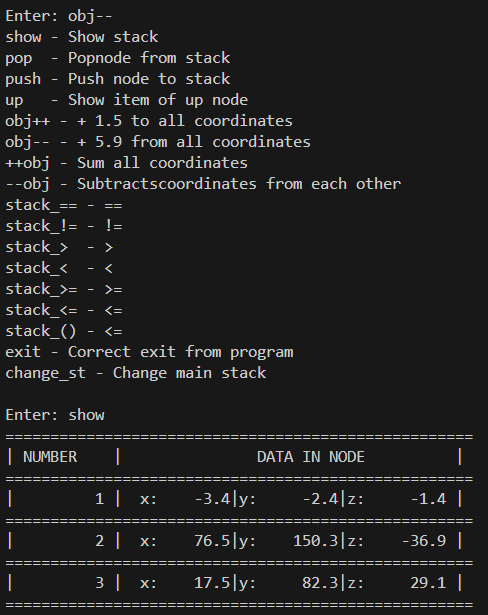 Enter: obj--
show - Show stack
pop  - Popnode from stack
push - Push node to stack
up   - Show item of up node
obj++ - + 1.5 to all coordinates
obj-- - + 5.9 from all coordinates
++obj - Sum all coordinates
--obj - Subtractscoordinates from each other
stack_== - ==
stack_!= - !=
stack_>  - >
stack_<  - <
stack_>= - >=
stack_<= - <=
stack_() - <=
exit - Correct exit from program
change_st - Change main stack

Enter: show
====================================================
| NUMBER    |               DATA IN NODE          |
====================================================
|         1 |  x:    -3.4|y:     -2.4|z:     -1.4 |
====================================================
|         2 |  x:    76.5|y:    150.3|z:    -36.9 |
====================================================
|         3 |  x:    17.5|y:     82.3|z:     29.1 |
====================================================